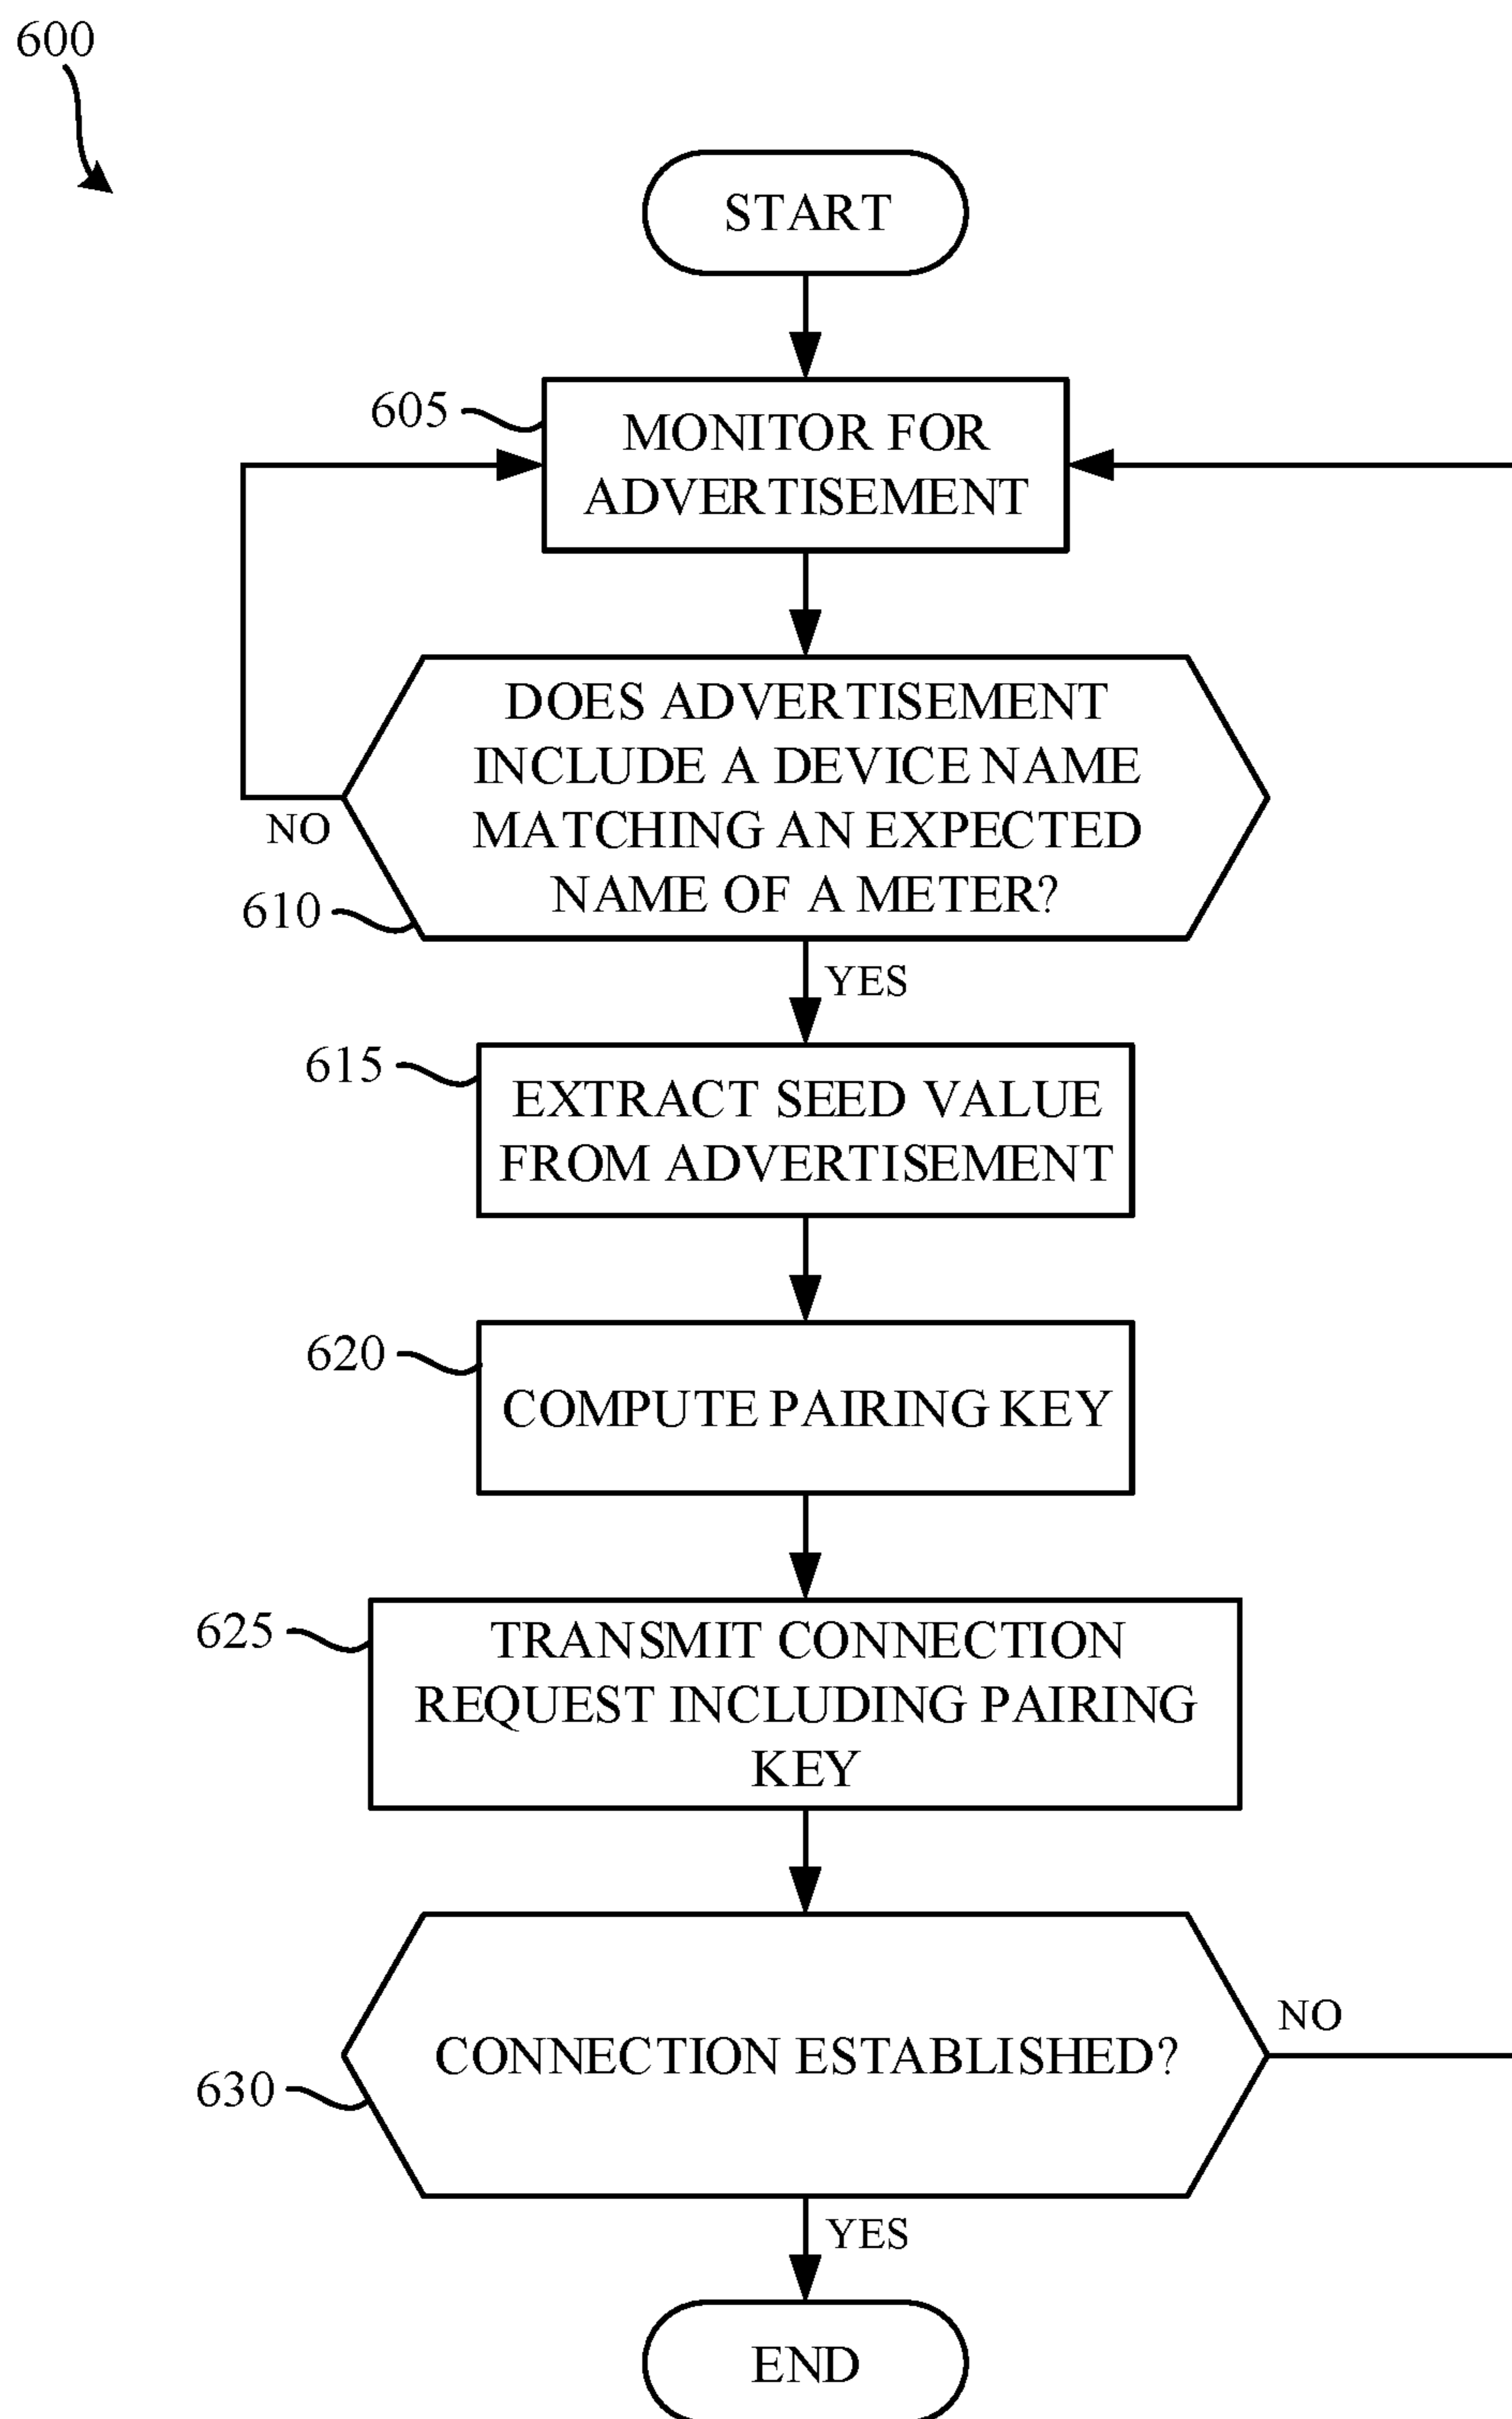 600
START
605
MONITOR FOR
ADVERTISEMENT
DOES ADVERTISEMENT
INCLUDE A DEVICE NAME
MATCHING AN EXPECTED
NAME OF A METER?
NO
610
YES
615
EXTRACT SEED VALUE
FROM ADVERTISEMENT
620
COMPUTE PAIRING KEY
625
TRANSMIT CONNECTION
REQUEST INCLUDING PAIRING
KEY
NO
CONNECTION ESTABLISHED?
630
YES
END